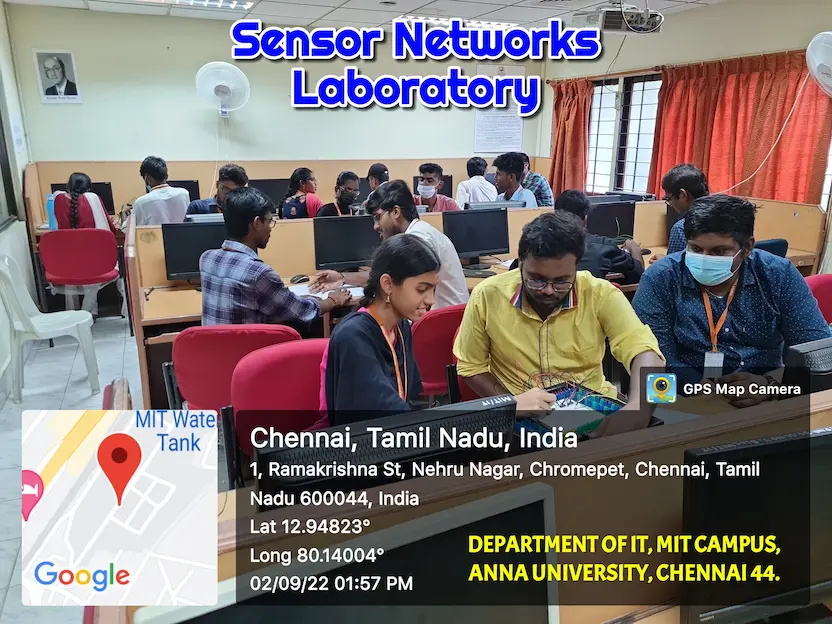 Sensor Networks
Laboratory
GPS Map Camera
MIT Wate
Tank
Google
Chennai, Tamil Nadu, India
1, Ramakrishna St, Nehru Nagar, Chromepet, Chennai, Tamil
Nadu 600044, India
Lat 12.94823°
Long 80.14004°
02/09/22 01:57 PM
DEPARTMENT OF IT, MIT CAMPUS,
ANNA UNIVERSITY, CHENNAI 44.